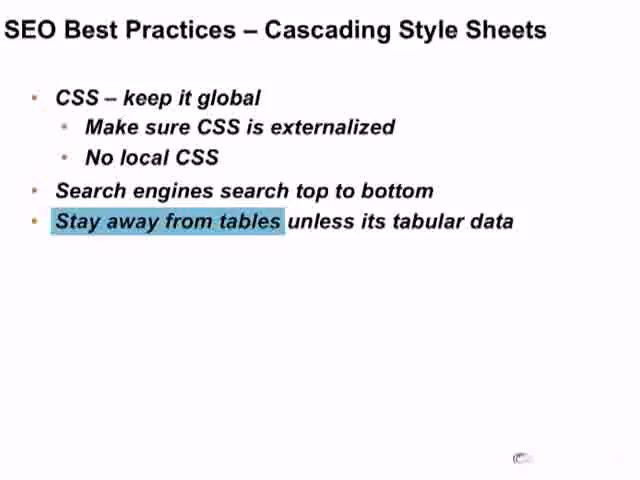 SEO Best Practices – Cascading Style Sheets
CSS – keep it global
Make sure CSS is externalized
No local CSS
Search engines search top to bottom
Stay away from tables unless its tabular data